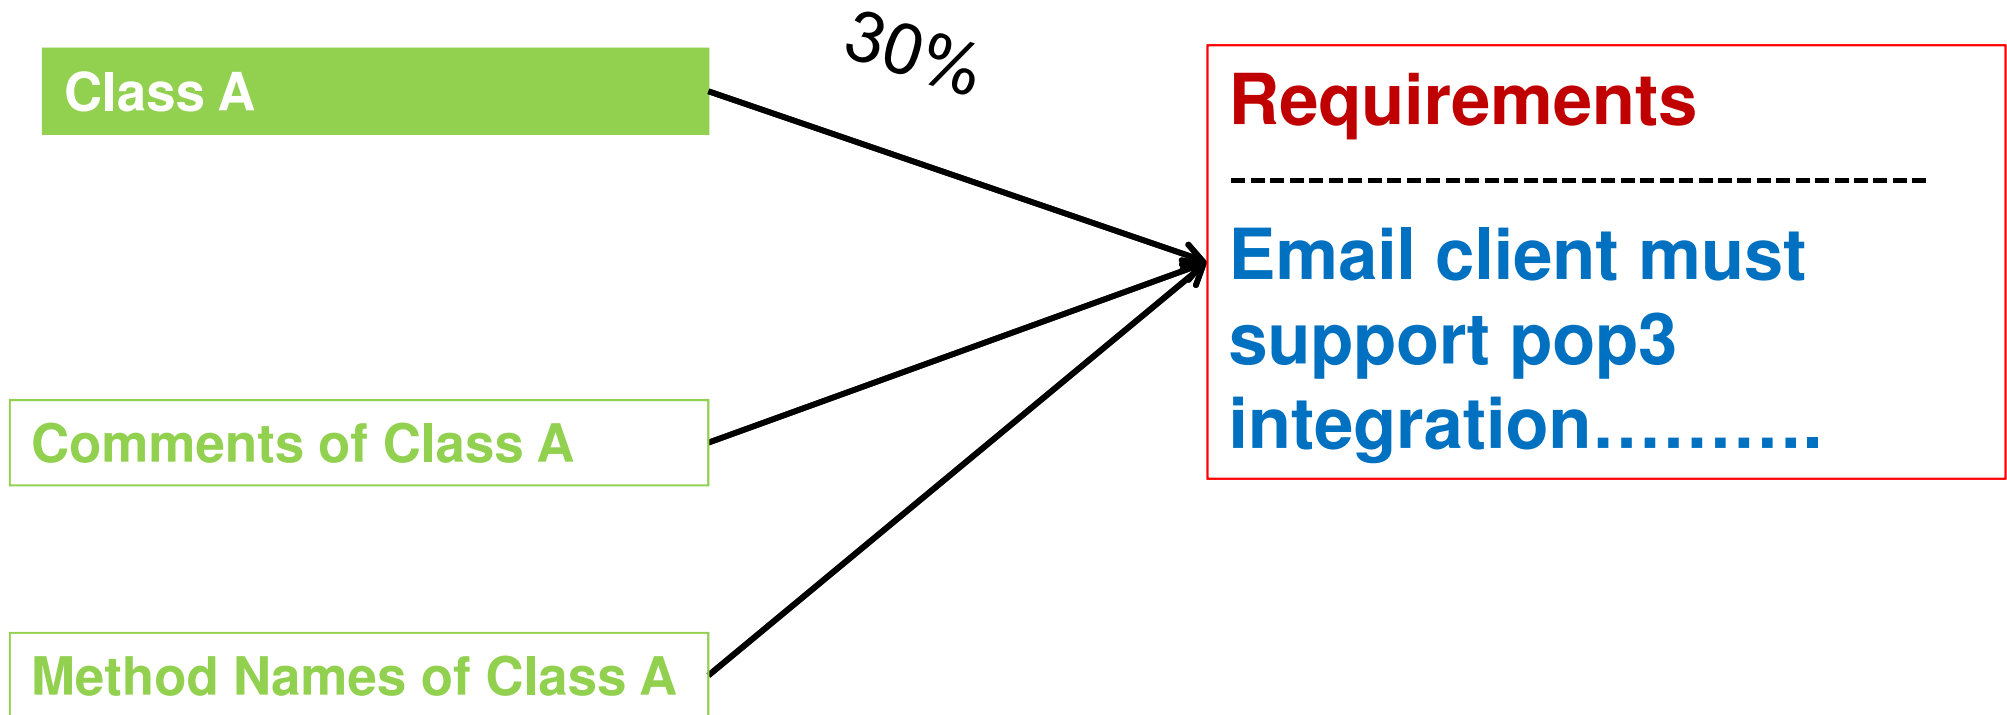 30%
Class A
Requirements
------------------------------------
Email client must
support pop3
integration……….
Comments of Class A
Method Names of Class A